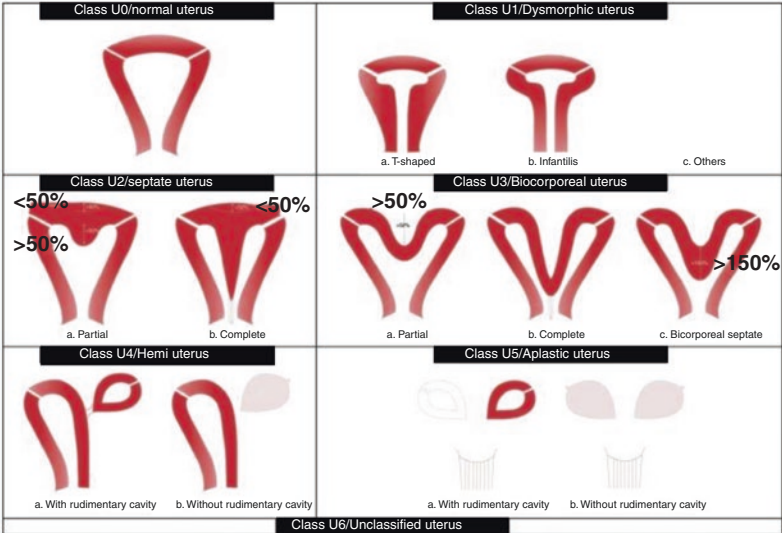 Class U0/normal uterus
Class U1/Dysmorphic uterus
a. T-shaped
b. Infantilis
c. Others
Class U2/septate uterus
<50%
<50%
>50%
a. Partial
b. Complete
Class U3/Biocorporeal uterus
>50%
>150%
a. Partial
b. Complete
c. Bicorporeal septate
Class U4/Hemi uterus
a. With rudimentary cavity
b. Without rudimentary cavity
Class U5/Aplastic uterus
a. With rudimentary cavity
b. Without rudimentary cavity
Class U6/Unclassified uterus